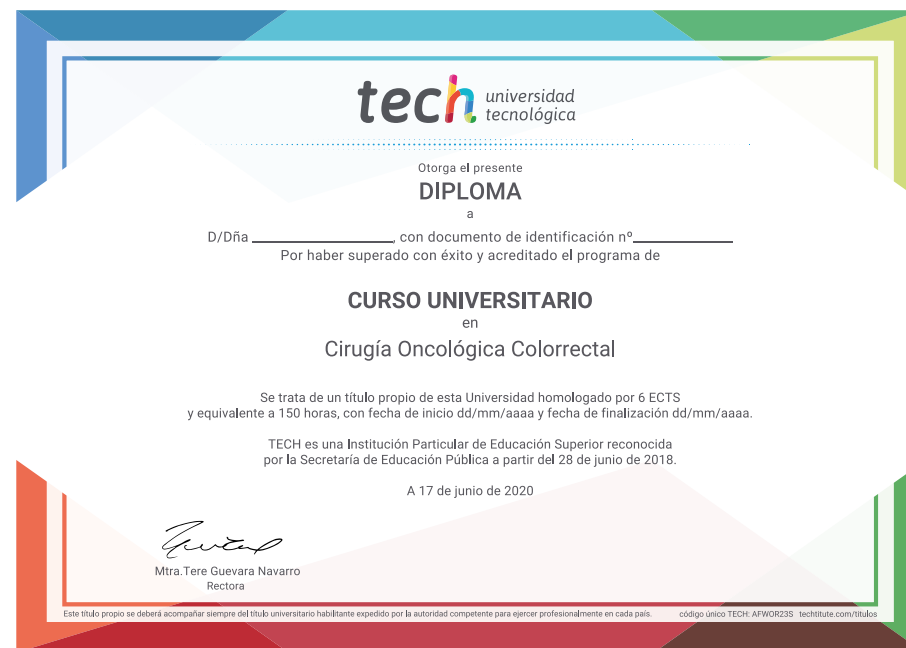 tech universidad
tecnológica
Otorga el presente
DIPLOMA
a
D/Dña ____________________, con documento de identificación nº______________
Por haber superado con éxito y acreditado el programa de
CURSO UNIVERSITARIO
en
Cirugía Oncológica Colorrectal
Se trata de un título propio de esta Universidad homologado por 6 ECTS
y equivalente a 150 horas, con fecha de inicio dd/mm/aaaa y fecha de finalización dd/mm/aaaa.
TECH es una Institución Particular de Educación Superior reconocida
por la Secretaría de Educación Pública a partir del 28 de junio de 2018.
A 17 de junio de 2020
Mtra.Tere Guevara Navarro
Rectora
Este título propio se deberá acompañar siempre del título universitario habilitante expedido por la autoridad competente para ejercer profesionalmente en cada país. código único TECH: AFWOR23S techtitute.com/titulos